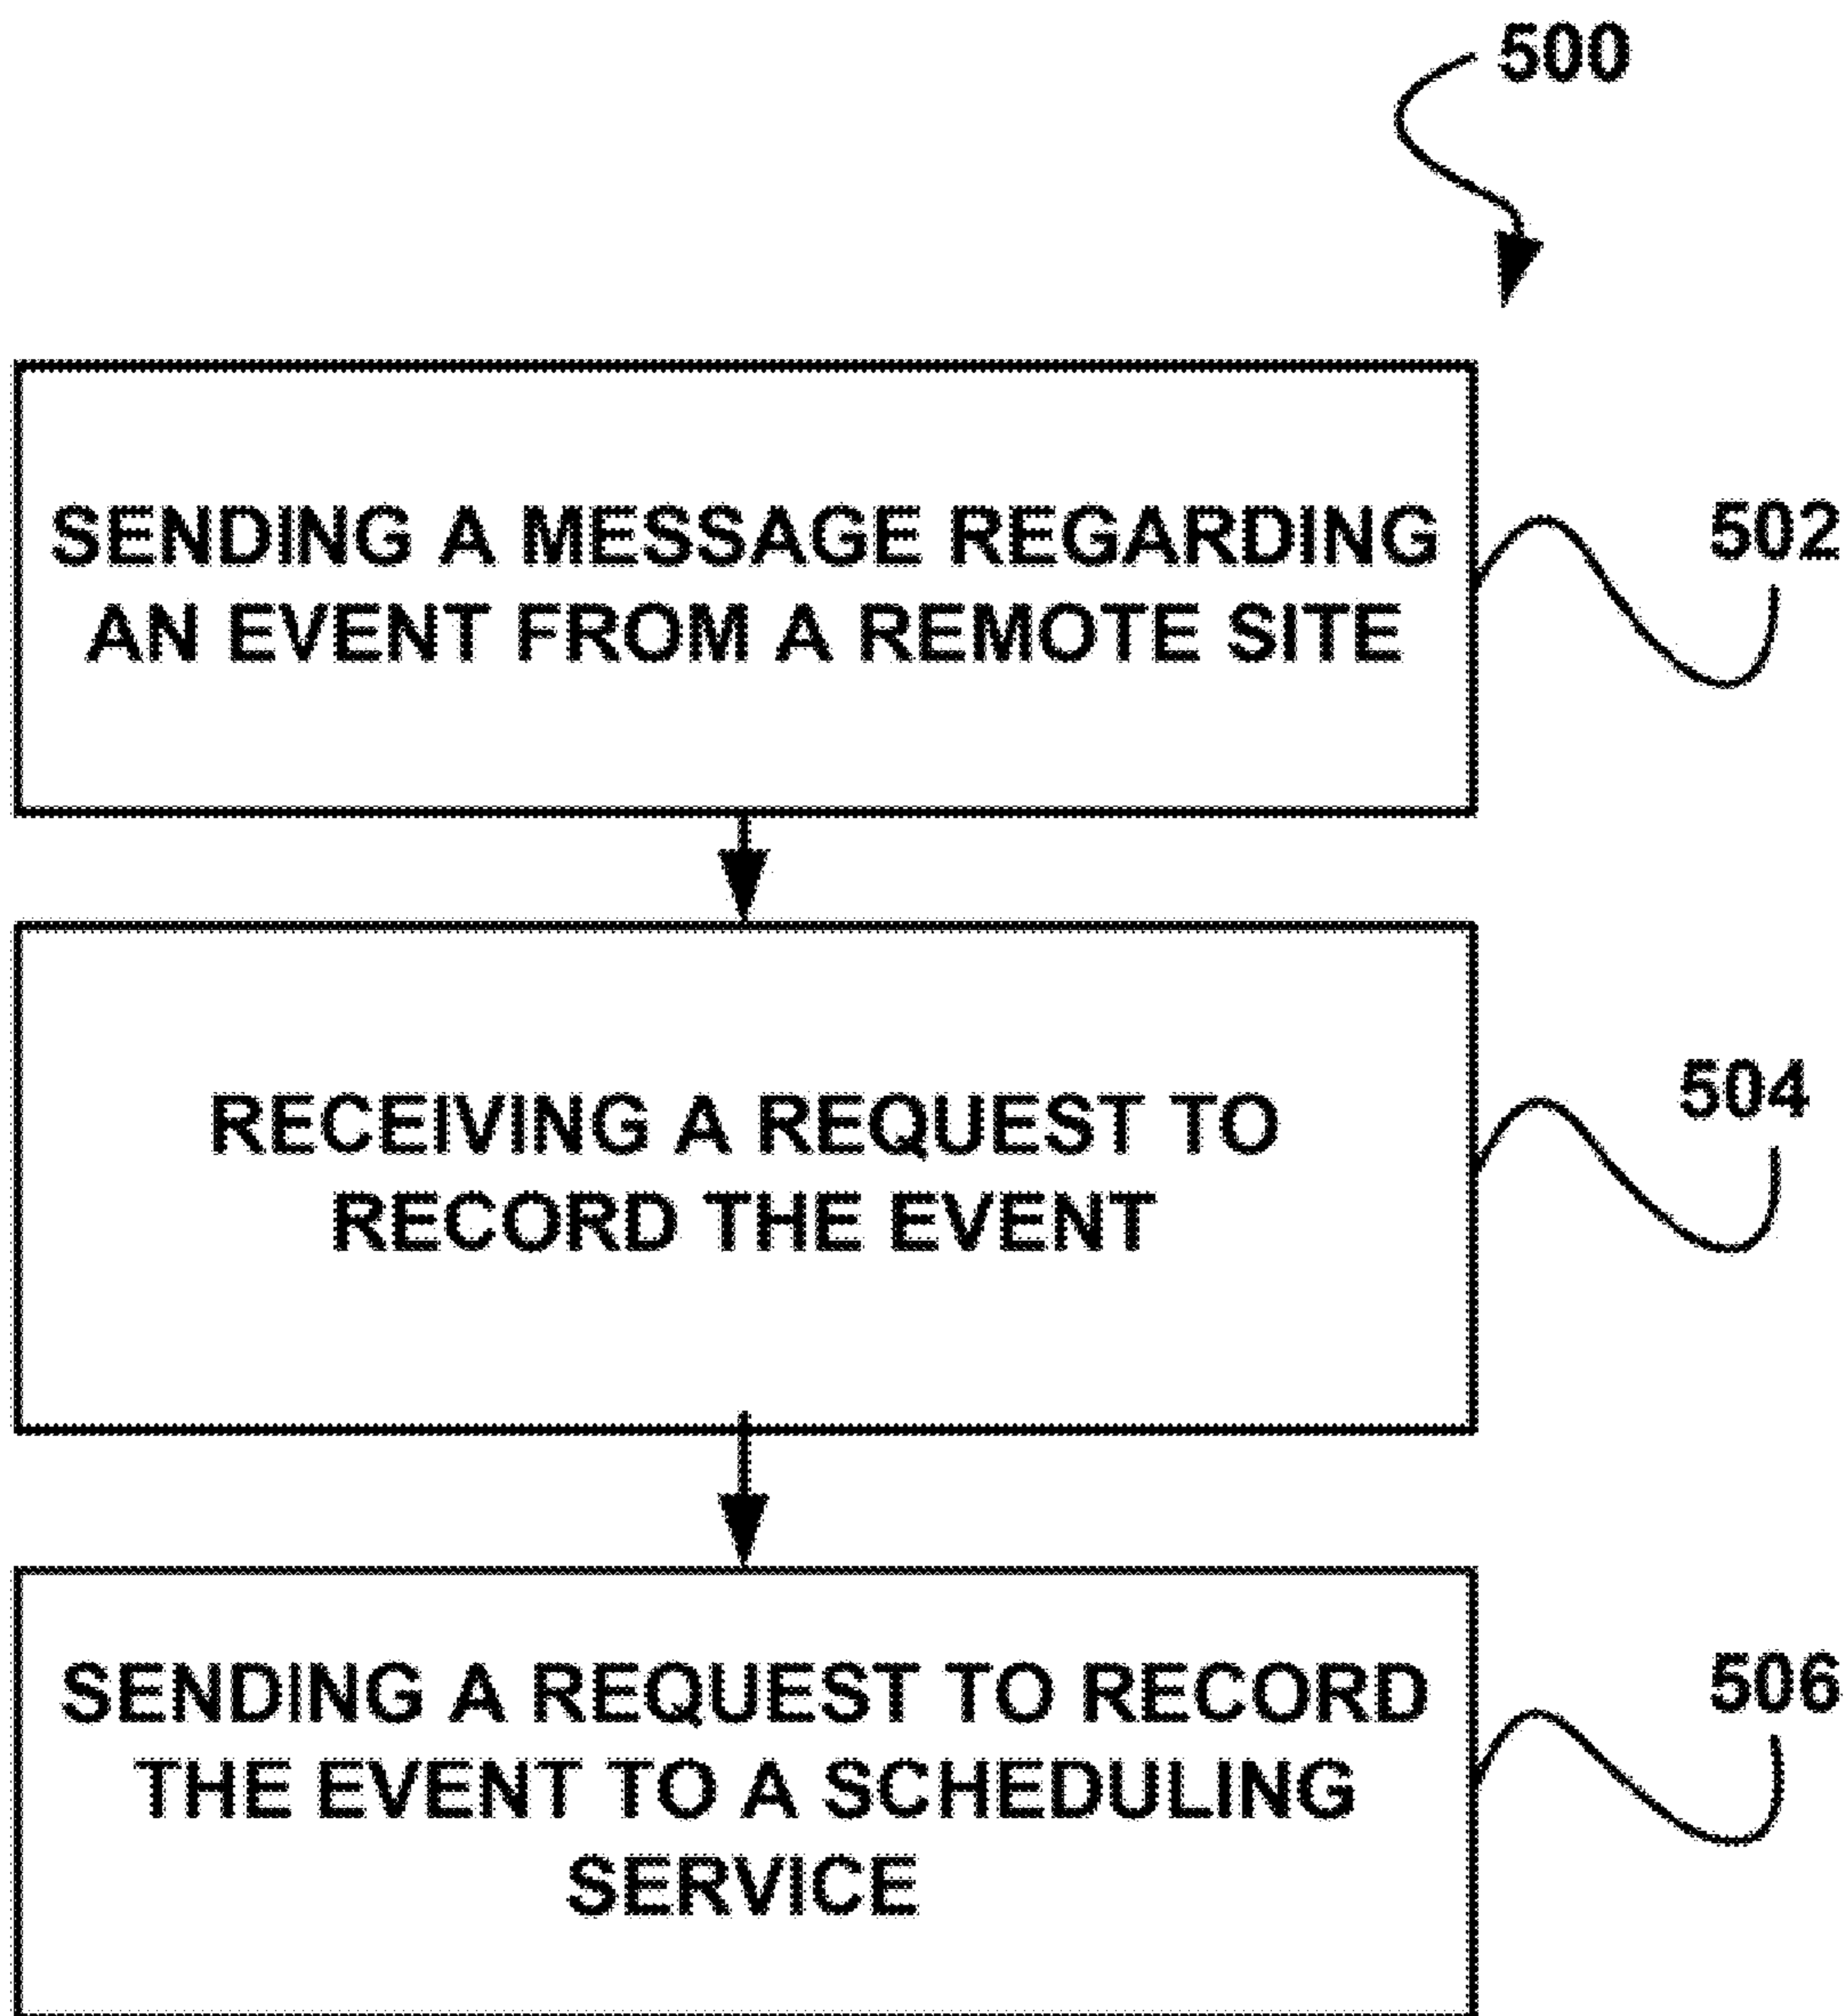 500
SENDING A MESSAGE REGARDING
AN EVENT FROM A REMOTE SITE
502
RECEIVING A REQUEST TO
RECORD THE EVENT
504
SENDING A REQUEST TO RECORD
THE EVENT TO A SCHEDULING
SERVICE
506